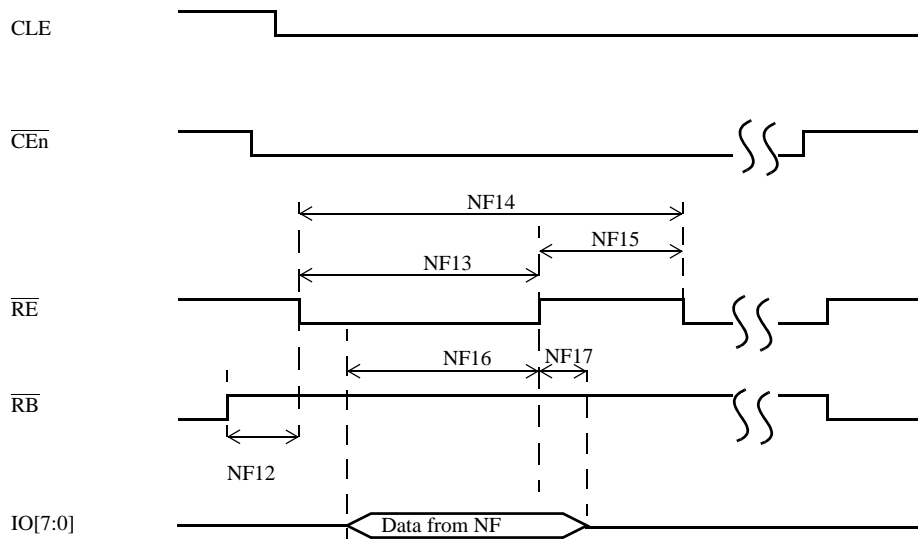 CLE
CEn
NF14
NF15
NF13
RE
NF16 NF17
RB
NF12
IO[7:0] Data from NF